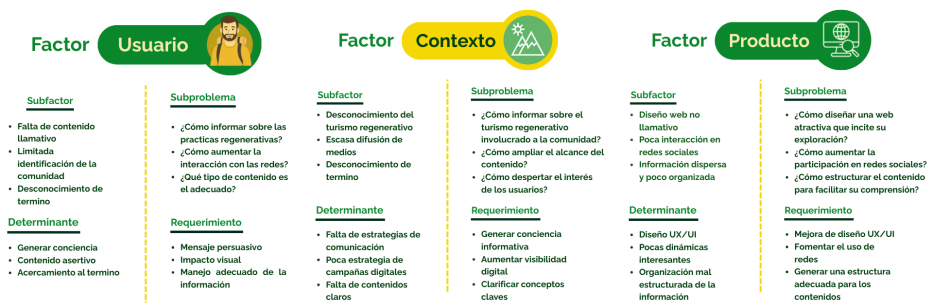 Factor Usuario
Subfactor
• Falta de contenido
llamativo
• Limitada
identificación de la
comunidad
• Desconocimiento de
termino
Subproblema
• ¿Cómo informar sobre las
practicas regenerativas?
• ¿Cómo aumentar la
interacción con las redes?
• ¿Qué tipo de contenido es
el adecuado?
Determinante
• Generar conciencia
• Contenido asertivo
• Acercamiento al termino
Requerimiento
• Mensaje persuasivo
• Impacto visual
• Manejo adecuado de la
información
Factor Contexto
Subfactor
• Desconocimiento del
turismo regenerativo
• Escasa difusión de
medios
• Desconocimiento de
termino
Subproblema
• ¿Cómo informar sobre el
turismo regenerativo
involucrado a la comunidad?
• ¿Cómo ampliar el alcance del
contenido?
• ¿Cómo despertar el interés
de los usuarios?
Determinante
• Falta de estrategias de
comunicación
• Poca estrategia de
campañas digitales
• Falta de contenidos
claros
Requerimiento
• Generar conciencia
informativa
• Aumentar visibilidad
digital
• Clarificar conceptos
claves
Factor Producto
Subfactor
• Diseño web no
llamativo
• Poca interacción en
redes sociales
• Información dispersa
y poco organizada
Subproblema
• ¿Cómo diseñar una web
atractiva que incite su
exploración?
• ¿Cómo aumentar la
participación en redes sociales?
• ¿Cómo estructurar el contenido
para facilitar su comprensión?
Determinante
• Diseño UX/UI
• Pocas dinámicas
interesantes
• Organización mal
estructurada de la
información
Requerimiento
• Mejora de diseño UX/UI
• Fomentar el uso de
redes
• Generar una estructura
adecuada para los
contenidos